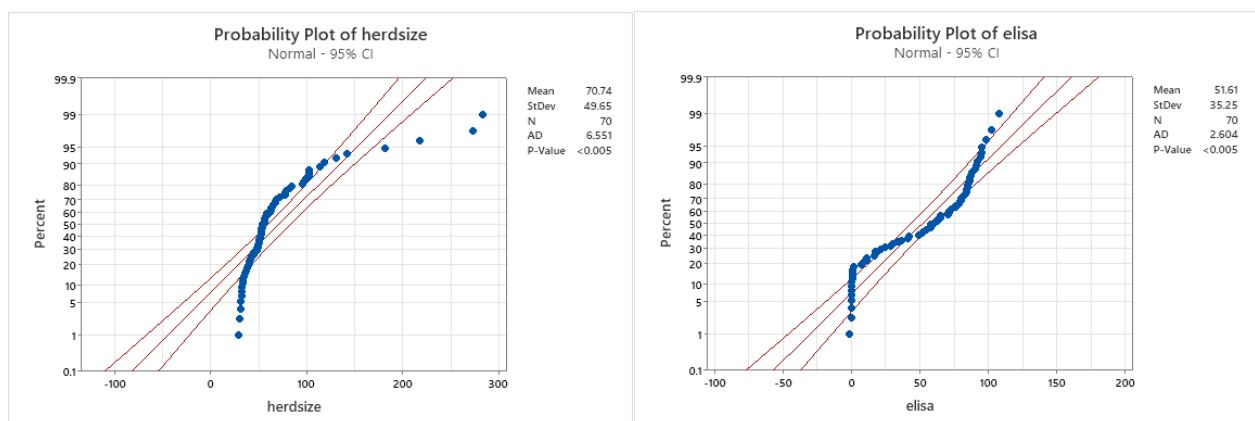 Probability Plot of herdsize
Normal - 95% CI
99.9
99
95
90
80
70
60
50
40
30
20
10
5
1
0.1
Percent
-100
0
100
200
300
herdsize
Mean 70.74
StDev 49.65
N 70
AD 6.551
P-Value <0.005
Probability Plot of elisa
Normal - 95% CI
99.9
99
95
90
80
70
60
50
40
30
20
10
5
1
0.1
Percent
-100
-50
0
50
100
150
200
elisa
Mean 51.61
StDev 35.25
N 70
AD 2.604
P-Value <0.005